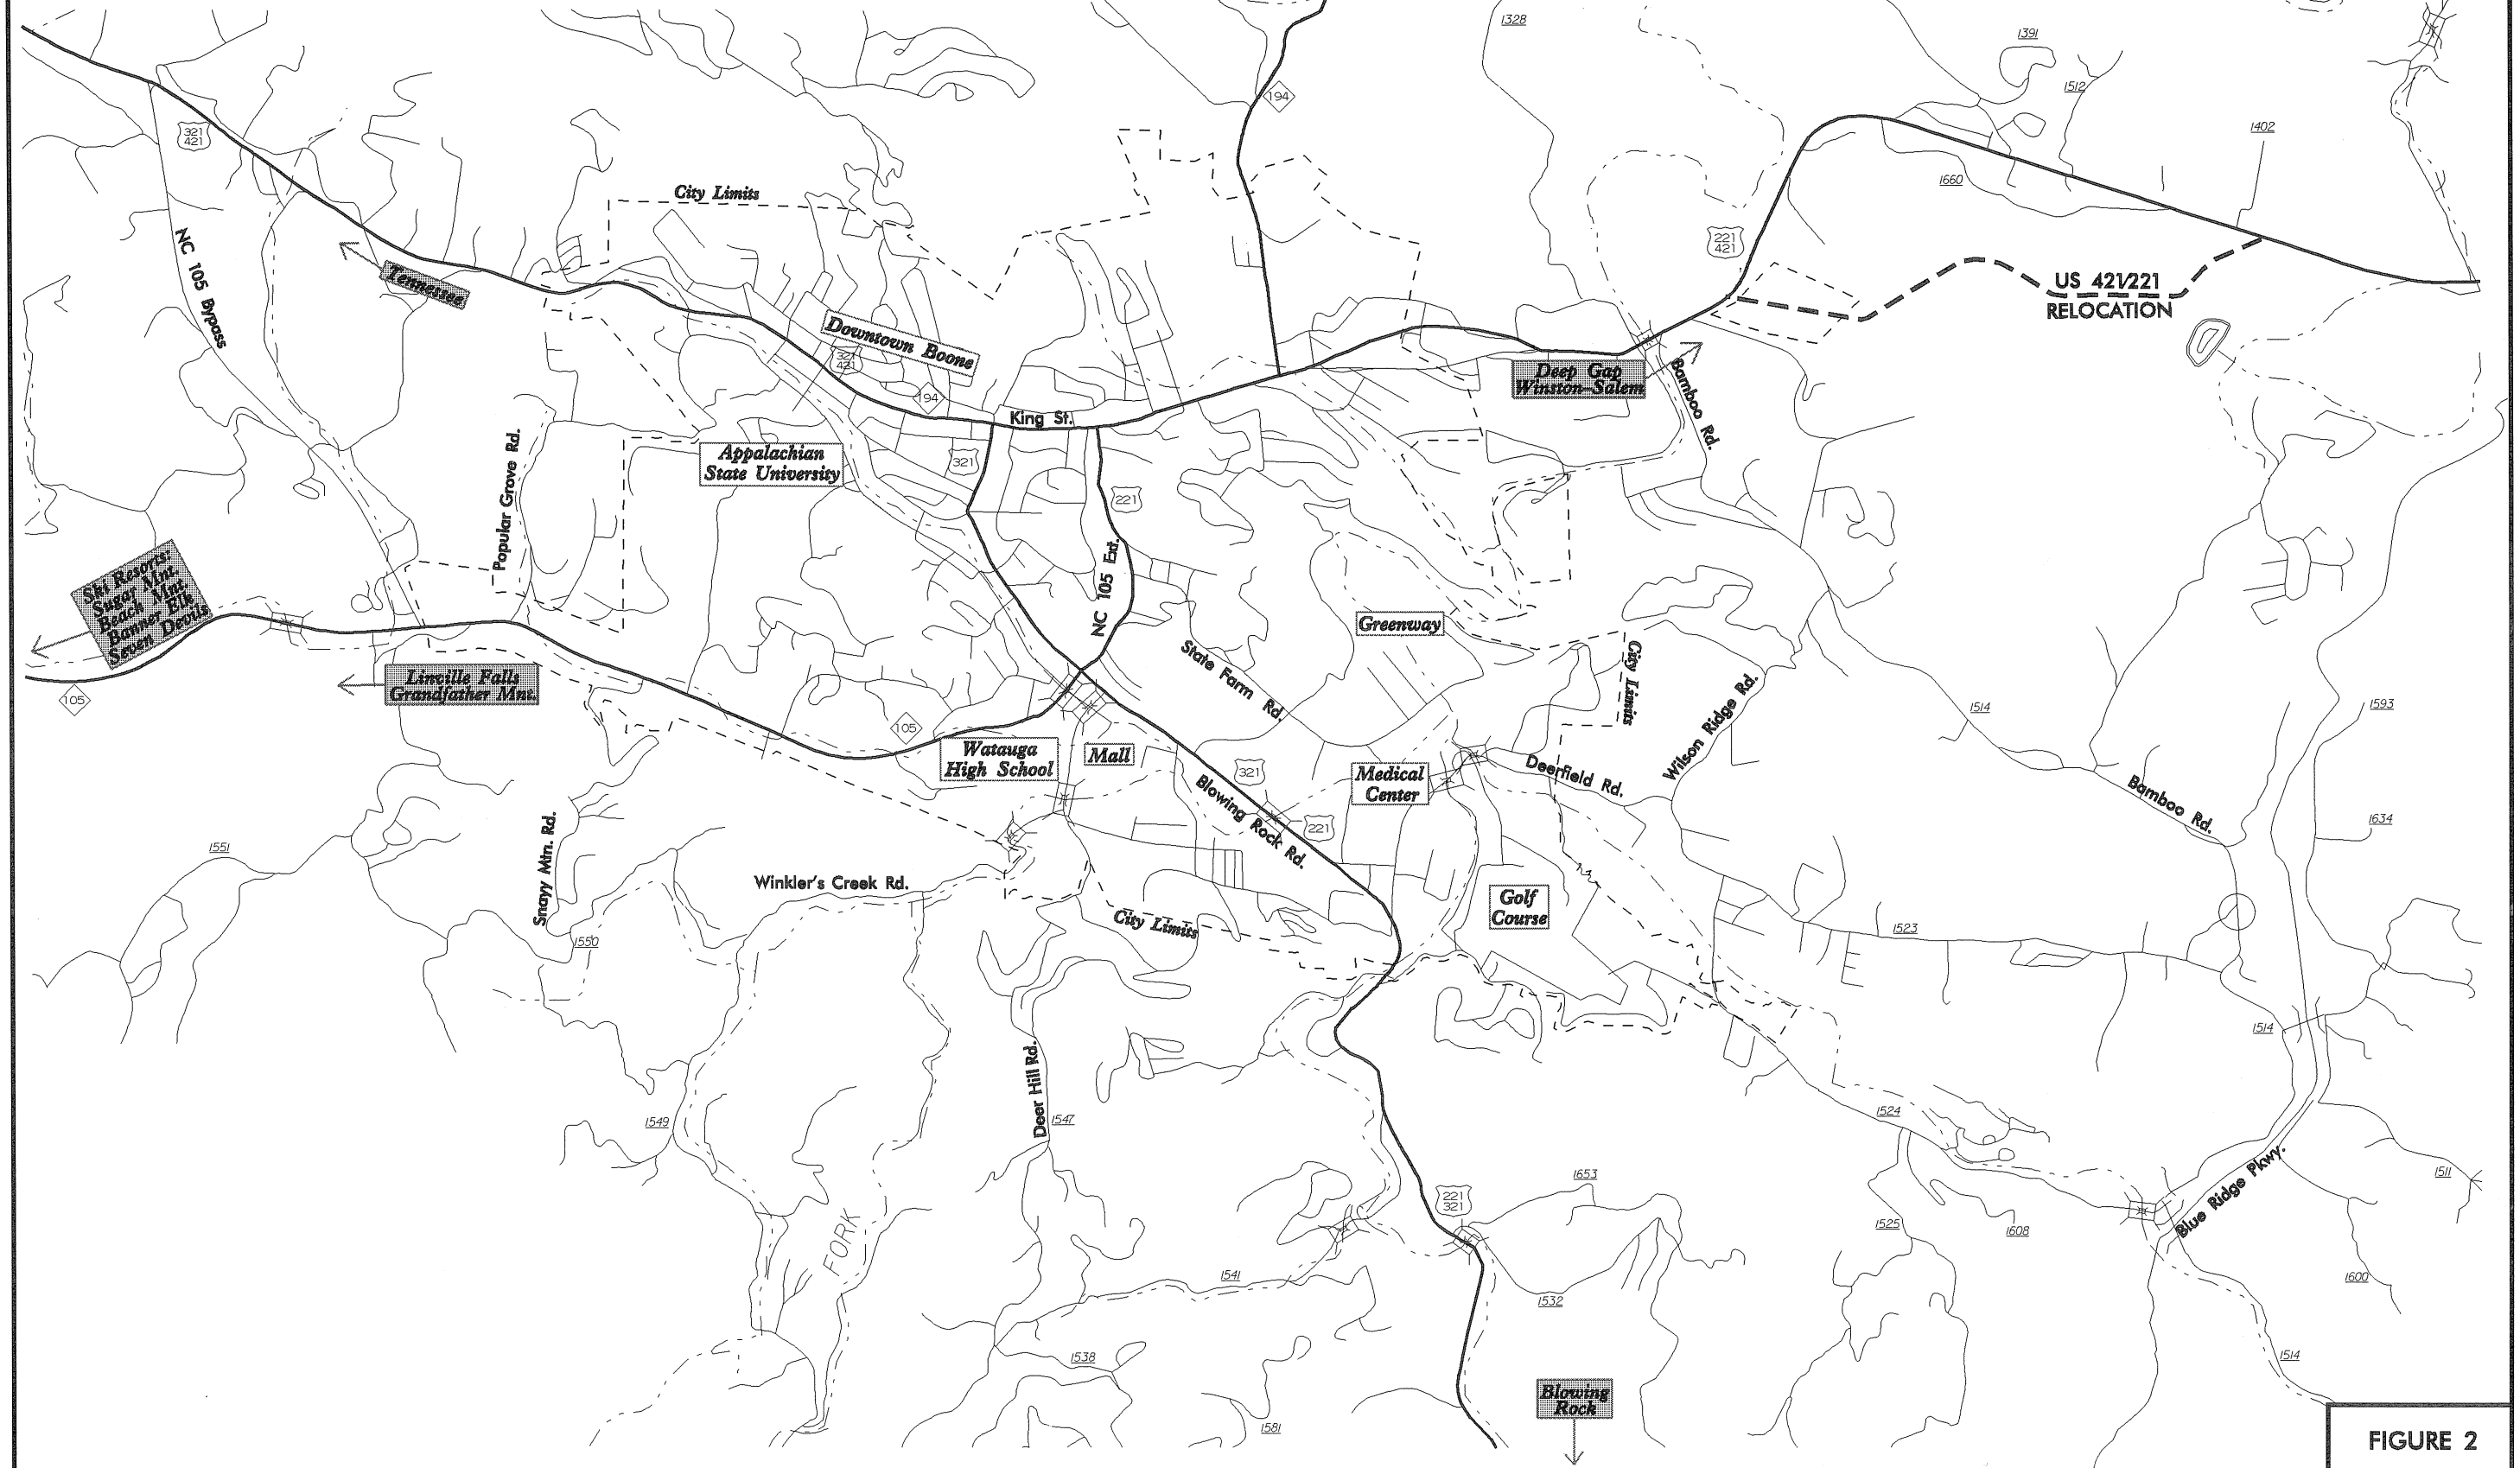 1328
1391
1512
194
1402
321
421
1660
City Limits
NC 105 Bypass
221
421
Tennessee
US 421/221
RELOCATION
Downtown Boone
321
421
194
Deep Gap
Winston-Salem
Bamboo Rd.
King St.
Appalachian
State University
321
221
Popular Grove Rd.
NC 105 Ext.
Ski Resorts:
Sugar Mnt.
Beach Mnt.
Banner Elk
Seven Devils
Greenway
City Limits
State Farm Rd.
Linville Falls
Grandfather Mnt.
105
105
Wilson Ridge Rd.
1514
1593
Watauga
High School
Mall
321
Blowing Rock Rd.
221
Medical
Center
Deerfield Rd.
Bamboo Rd.
1634
1551
Snavy Mtn. Rd.
Winkler's Creek Rd.
City Limits
Golf
Course
1550
1523
1514
Deer Hill Rd.
1547
1549
1524
1511
1653
221
321
1525
1608
Blue Ridge Pkwy.
FORK
1541
1532
1600
1538
1514
1581
Blowing
Rock
FIGURE 2